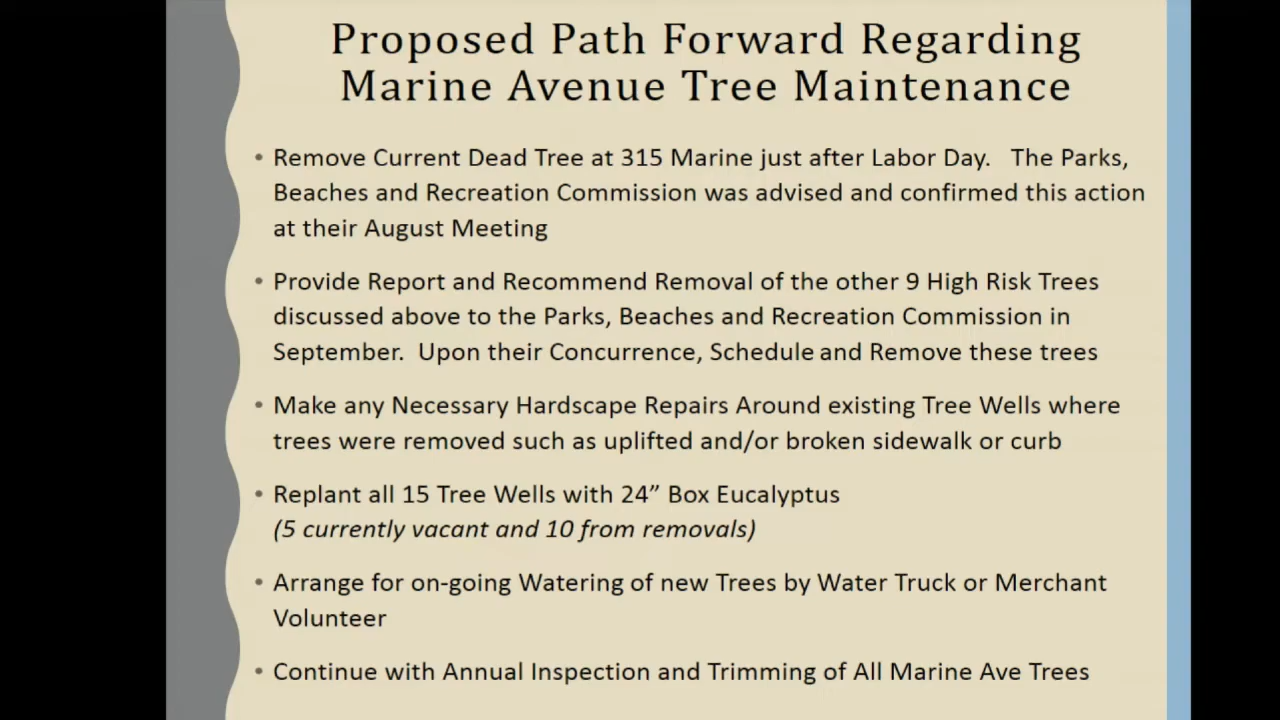 Proposed Path Forward Regarding
Marine Avenue Tree Maintenance
• Remove Current Dead Tree at 315 Marine just after Labor Day.   The Parks,
Beaches and Recreation Commission was advised and confirmed this action
at their August Meeting
• Provide Report and Recommend Removal of the other 9 High Risk Trees
discussed above to the Parks, Beaches and Recreation Commission in
September.  Upon their Concurrence, Schedule and Remove these trees
• Make any Necessary Hardscape Repairs Around existing Tree Wells where
trees were removed such as uplifted and/or broken sidewalk or curb
• Replant all 15 Tree Wells with 24” Box Eucalyptus
(5 currently vacant and 10 from removals)
• Arrange for on-going Watering of new Trees by Water Truck or Merchant
Volunteer
• Continue with Annual Inspection and Trimming of All Marine Ave Trees